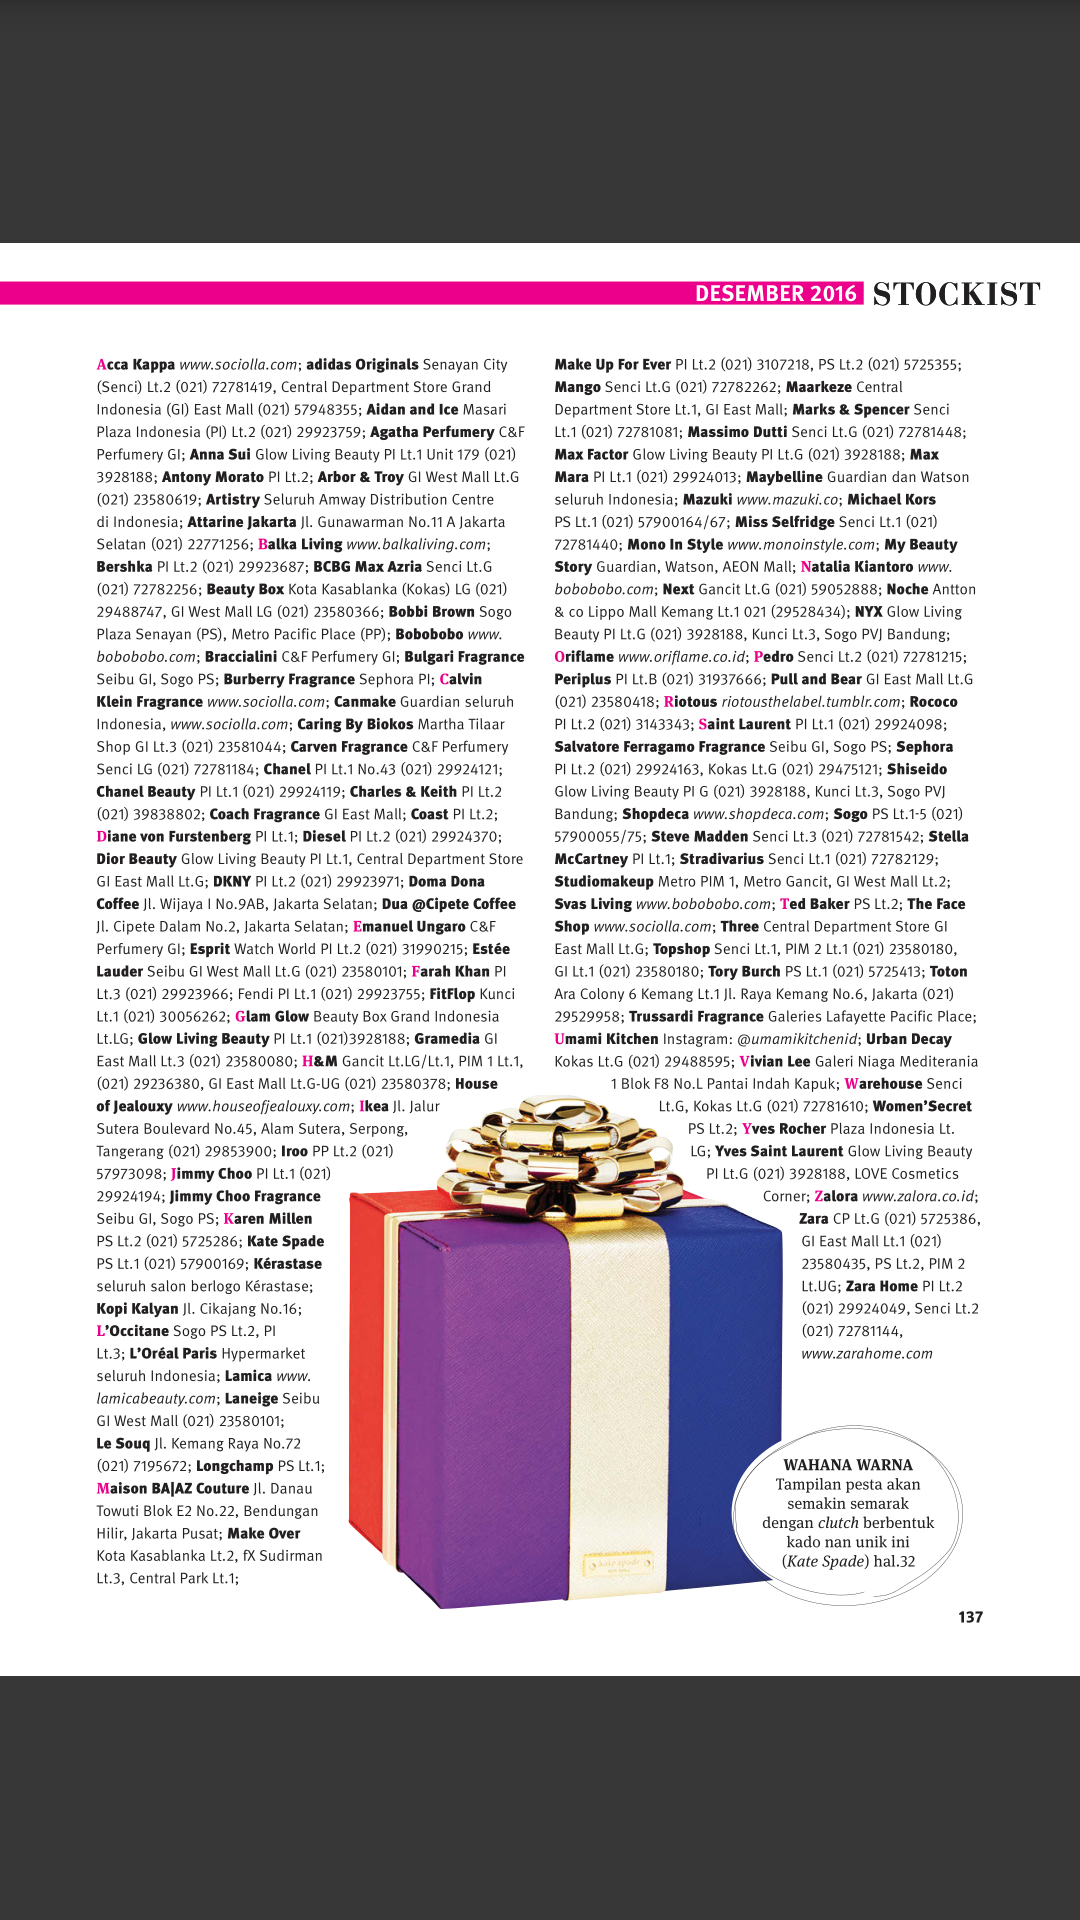 DESEMBER 2016 STOCKIST
Acca Kappa www.sociolla.com; adidas Originals Senayan City
(Senci) Lt.2 (021) 72781419, Central Department Store Grand
Indonesia (GI) East Mall (021) 57948355; Aidan and Ice Masari
Plaza Indonesia (PI) Lt.2 (021) 29923759; Agatha Perfumery C&F
Perfumery GI; Anna Sui Glow Living Beauty PI Lt.1 Unit 179 (021)
3928188; Antony Morato PI Lt.2; Arbor & Troy GI West Mall Lt.G
(021) 23580619; Artistry Seluruh Amway Distribution Centre
di Indonesia; Attarine Jakarta Jl. Gunawarman No.11 A Jakarta
Selatan (021) 22771256; Balka Living www.balkaliving.com;
Bershka PI Lt.2 (021) 29923687; BCBG Max Azria Senci Lt.G
(021) 72782256; Beauty Box Kota Kasablanka (Kokas) LG (021)
29488747, GI West Mall LG (021) 23580366; Bobbi Brown Sogo
Plaza Senayan (PS), Metro Pacific Place (PP); Bobobobo www.
bobobobo.com; Braccialini C&F Perfumery GI; Bulgari Fragrance
Seibu GI, Sogo PS; Burberry Fragrance Sephora PI; Calvin
Klein Fragrance www.sociolla.com; Canmake Guardian seluruh
Indonesia, www.sociolla.com; Caring By Biokos Martha Tilaar
Shop GI Lt.3 (021) 23581044; Carven Fragrance C&F Perfumery
Senci LG (021) 72781184; Chanel PI Lt.1 No.43 (021) 29924121;
Chanel Beauty PI Lt.1 (021) 29924119; Charles & Keith PI Lt.2
(021) 39838802; Coach Fragrance GI East Mall; Coast PI Lt.2;
Diane von Furstenberg PI Lt.1; Diesel PI Lt.2 (021) 29924370;
Dior Beauty Glow Living Beauty PI Lt.1, Central Department Store
GI East Mall Lt.G; DKNY PI Lt.2 (021) 29923971; Doma Dona
Coffee Jl. Wijaya I No.9AB, Jakarta Selatan; Dua @Cipete Coffee
Jl. Cipete Dalam No.2, Jakarta Selatan; Emanuel Ungaro C&F
Perfumery GI; Esprit Watch World PI Lt.2 (021) 31990215; Estée
Lauder Seibu GI West Mall Lt.G (021) 23580101; Farah Khan PI
Lt.3 (021) 29923966; Fendi PI Lt.1 (021) 29923755; FitFlop Kunci
Lt.1 (021) 30056262; Glam Glow Beauty Box Grand Indonesia
Lt.LG; Glow Living Beauty PI Lt.1 (021)3928188; Gramedia GI
East Mall Lt.3 (021) 23580080; H&M Gancit Lt.LG/Lt.1, PIM 1 Lt.1,
(021) 29236380, GI East Mall Lt.G-UG (021) 23580378; House
of Jealouxy www.houseofjealouxy.com; Ikea Jl. Jalur
Sutera Boulevard No.45, Alam Sutera, Serpong,
Tangerang (021) 29853900; Iroo PP Lt.2 (021)
57973098; Jimmy Choo PI Lt.1 (021)
29924194; Jimmy Choo Fragrance
Seibu GI, Sogo PS; Karen Millen
PS Lt.2 (021) 5725286; Kate Spade
PS Lt.1 (021) 57900169; Kérastase
seluruh salon berlogo Kérastase;
Kopi Kalyan Jl. Cikajang No.16;
L’Occitane Sogo PS Lt.2, PI
Lt.3; L’Oréal Paris Hypermarket
seluruh Indonesia; Lamica www.
lamicabeauty.com; Laneige Seibu
GI West Mall (021) 23580101;
Le Souq Jl. Kemang Raya No.72
(021) 7195672; Longchamp PS Lt.1;
Maison BA|AZ Couture Jl. Danau
Towuti Blok E2 No.22, Bendungan
Hilir, Jakarta Pusat; Make Over
Kota Kasablanka Lt.2, fX Sudirman
Lt.3, Central Park Lt.1;
Make Up For Ever PI Lt.2 (021) 3107218, PS Lt.2 (021) 5725355;
Mango Senci Lt.G (021) 72782262; Maarkeze Central
Department Store Lt.1, GI East Mall; Marks & Spencer Senci
Lt.1 (021) 72781081; Massimo Dutti Senci Lt.G (021) 72781448;
Max Factor Glow Living Beauty PI Lt.G (021) 3928188; Max
Mara PI Lt.1 (021) 29924013; Maybelline Guardian dan Watson
seluruh Indonesia; Mazuki www.mazuki.co; Michael Kors
PS Lt.1 (021) 57900164/67; Miss Selfridge Senci Lt.1 (021)
72781440; Mono In Style www.monoinstyle.com; My Beauty
Story Guardian, Watson, AEON Mall; Natalia Kiantoro www.
bobobobo.com; Next Gancit Lt.G (021) 59052888; Noche Antton
& co Lippo Mall Kemang Lt.1 021 (29528434); NYX Glow Living
Beauty PI Lt.G (021) 3928188, Kunci Lt.3, Sogo PVJ Bandung;
Oriflame www.oriflame.co.id; Pedro Senci Lt.2 (021) 72781215;
Periplus PI Lt.B (021) 31937666; Pull and Bear GI East Mall Lt.G
(021) 23580418; Riotous riotousthelabel.tumblr.com; Rococo
PI Lt.2 (021) 3143343; Saint Laurent PI Lt.1 (021) 29924098;
Salvatore Ferragamo Fragrance Seibu GI, Sogo PS; Sephora
PI Lt.2 (021) 29924163, Kokas Lt.G (021) 29475121; Shiseido
Glow Living Beauty PI G (021) 3928188, Kunci Lt.3, Sogo PVJ
Bandung; Shopdeca www.shopdeca.com; Sogo PS Lt.1-5 (021)
57900055/75; Steve Madden Senci Lt.3 (021) 72781542; Stella
McCartney PI Lt.1; Stradivarius Senci Lt.1 (021) 72782129;
Studiomakeup Metro PIM 1, Metro Gancit, GI West Mall Lt.2;
Svas Living www.bobobobo.com; Ted Baker PS Lt.2; The Face
Shop www.sociolla.com; Three Central Department Store GI
East Mall Lt.G; Topshop Senci Lt.1, PIM 2 Lt.1 (021) 23580180,
GI Lt.1 (021) 23580180; Tory Burch PS Lt.1 (021) 5725413; Toton
Ara Colony 6 Kemang Lt.1 Jl. Raya Kemang No.6, Jakarta (021)
29529958; Trussardi Fragrance Galeries Lafayette Pacific Place;
Umami Kitchen Instagram: @umamikitchenid; Urban Decay
Kokas Lt.G (021) 29488595; Vivian Lee Galeri Niaga Mediterania
1 Blok F8 No.L Pantai Indah Kapuk; Warehouse Senci
Lt.G, Kokas Lt.G (021) 72781610; Women’Secret
PS Lt.2; Yves Rocher Plaza Indonesia Lt.
LG; Yves Saint Laurent Glow Living Beauty
PI Lt.G (021) 3928188, LOVE Cosmetics
Corner; Zalora www.zalora.co.id;
Zara CP Lt.G (021) 5725386,
GI East Mall Lt.1 (021)
23580435, PS Lt.2, PIM 2
Lt.UG; Zara Home PI Lt.2
(021) 29924049, Senci Lt.2
(021) 72781144,
www.zarahome.com
kate spade
WAHANA WARNA
Tampilan pesta akan
semakin semarak
dengan clutch berbentuk
kado nan unik ini
(Kate Spade) hal.32
137